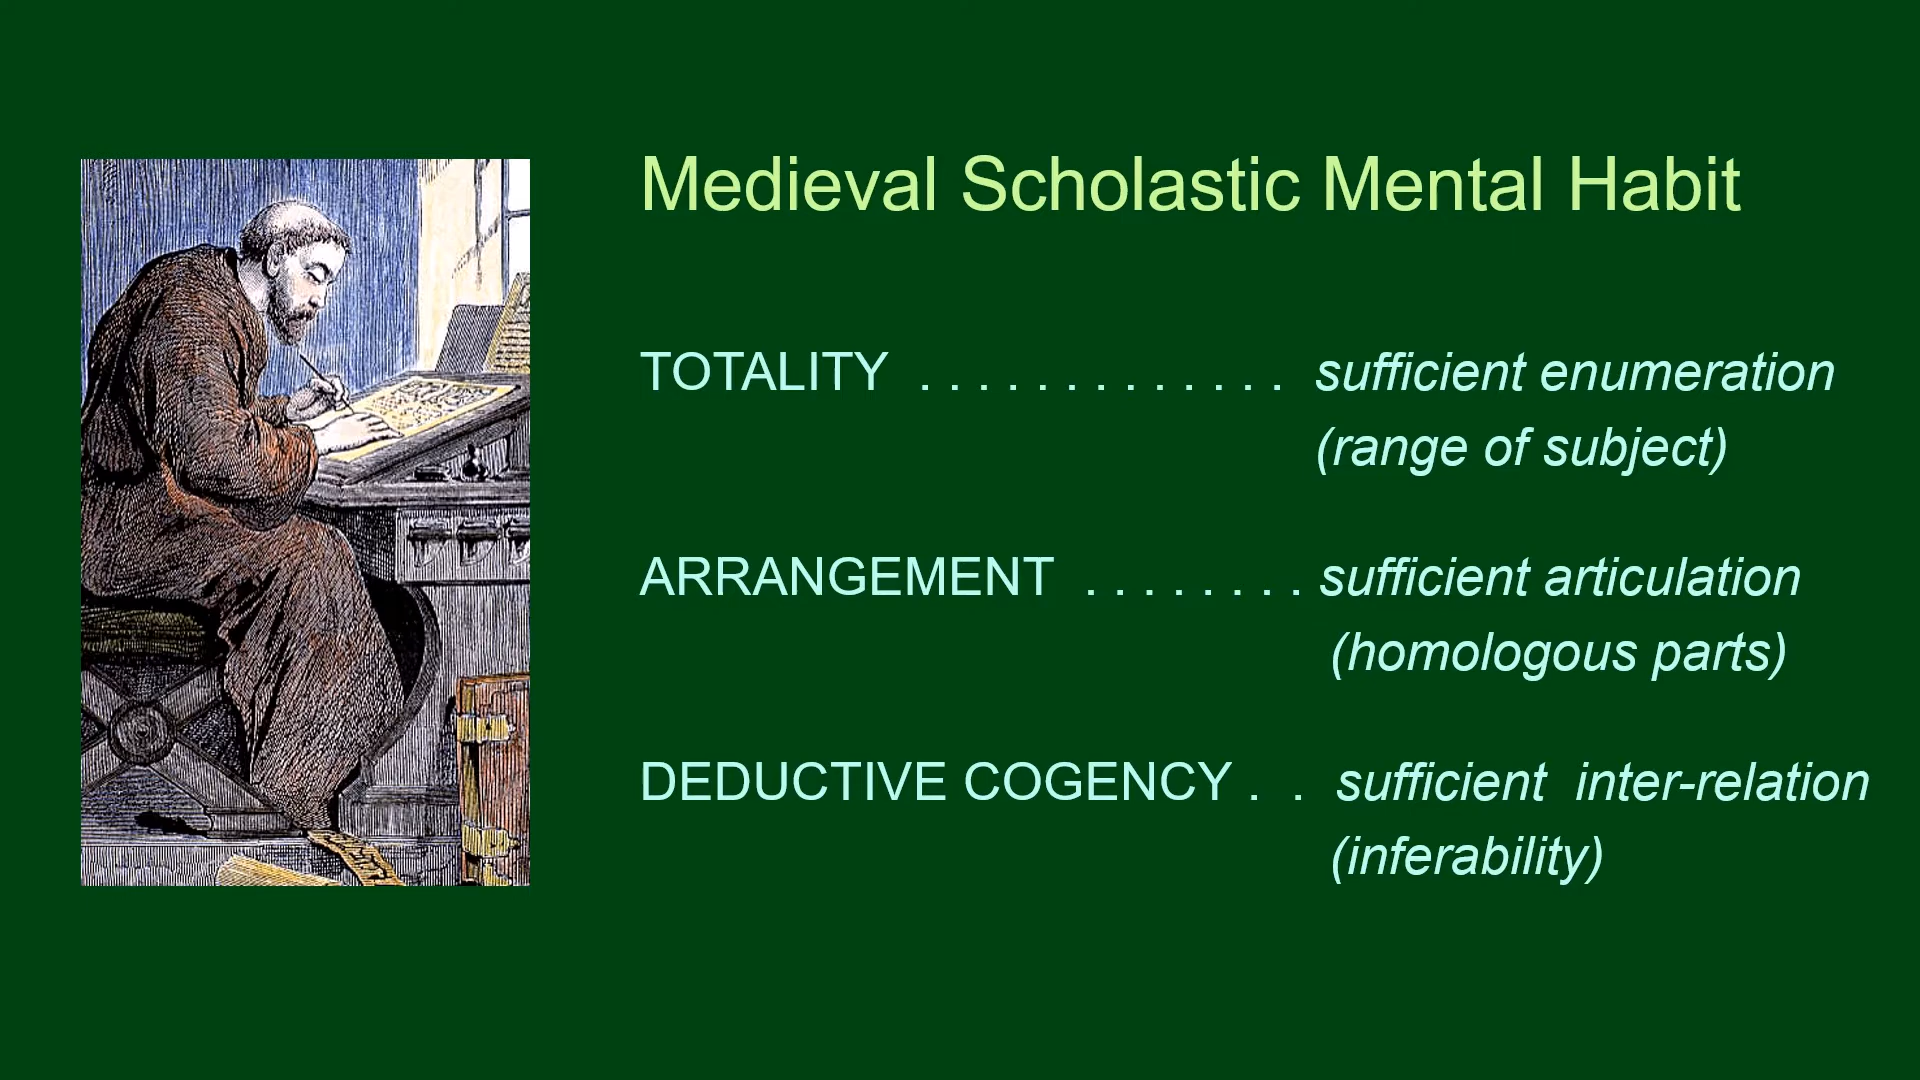 Medieval Scholastic Mental Habit
TOTALITY . . . . . . . . . . . . . sufficient enumeration
(range of subject)
ARRANGEMENT . . . . . . . . sufficient articulation
(homologous parts)
DEDUCTIVE COGENCY . . sufficient inter-relation
(inferability)